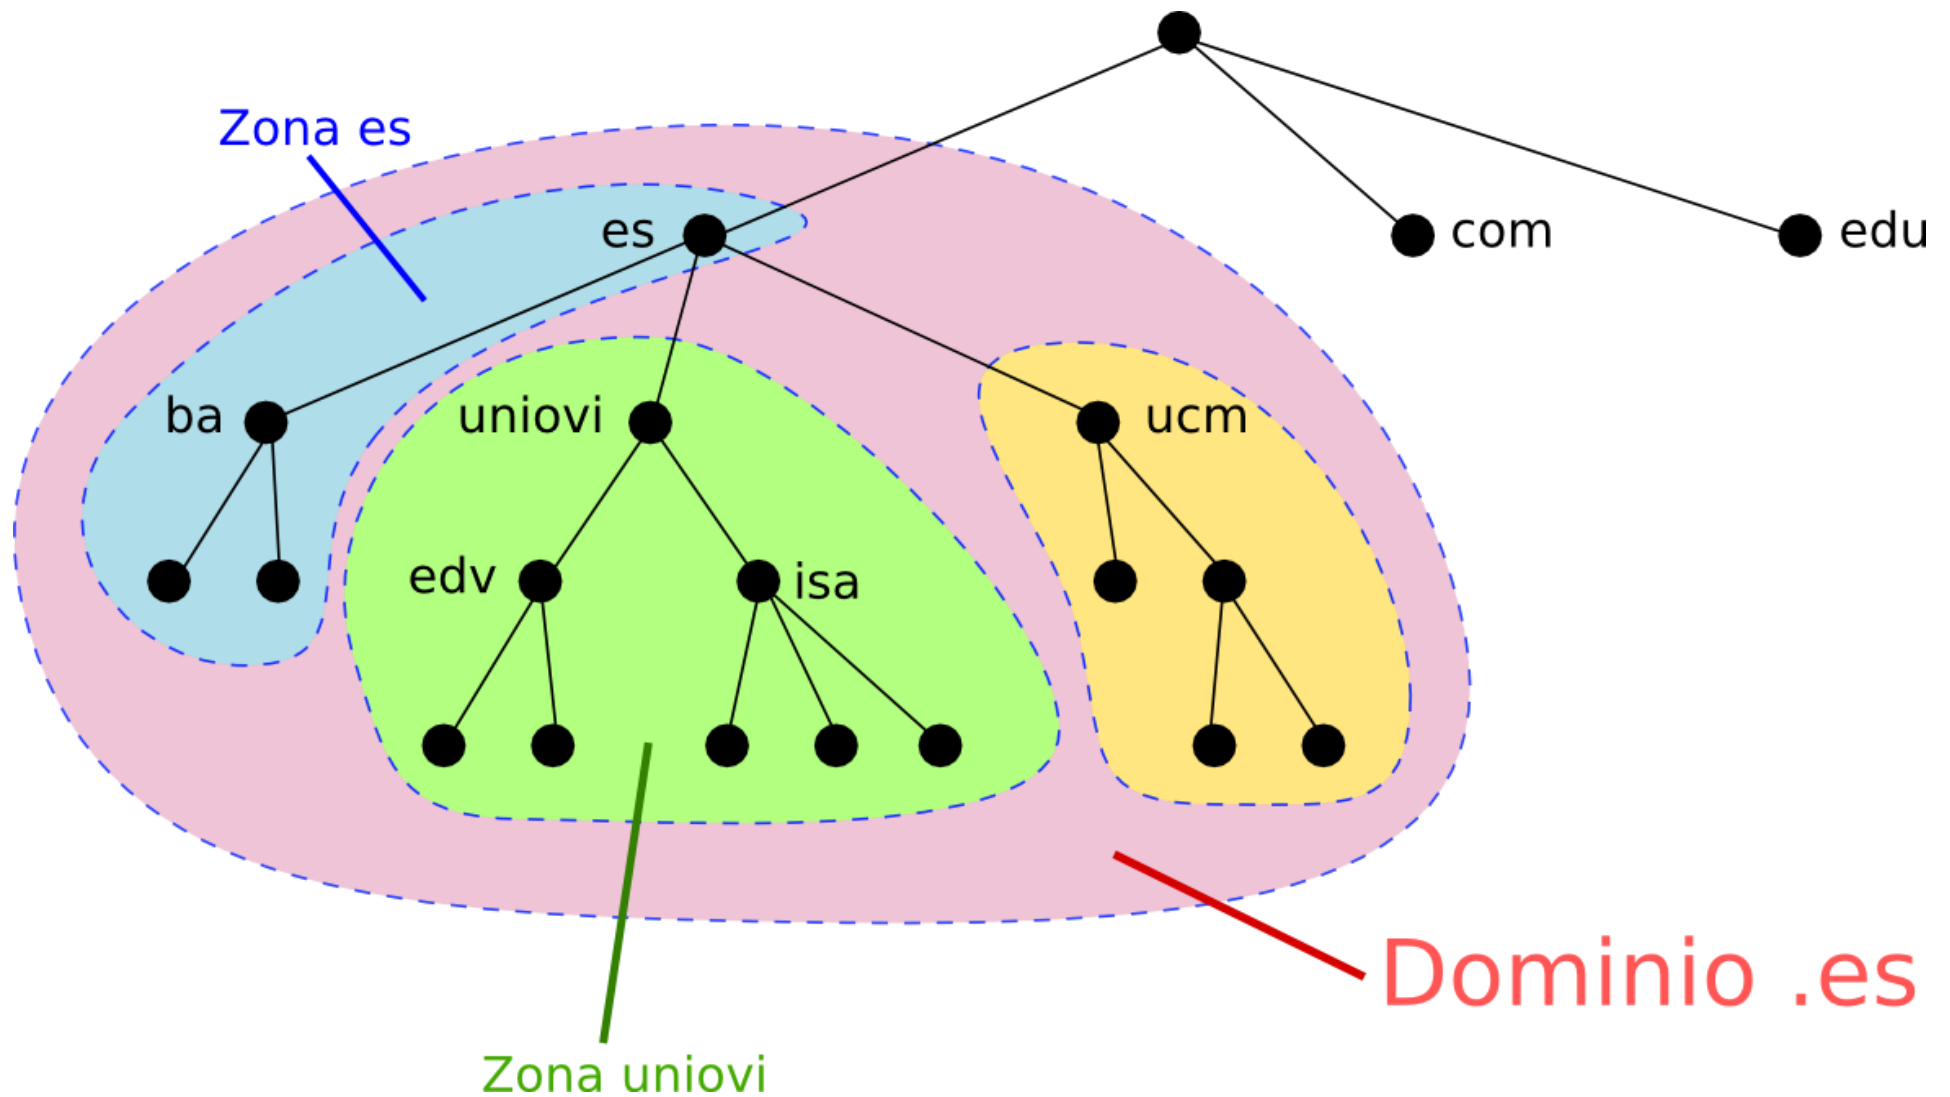 Zona es
es
com
edu
ba
uniovi
ucm
edv
isa
Dominio .es
Zona uniovi